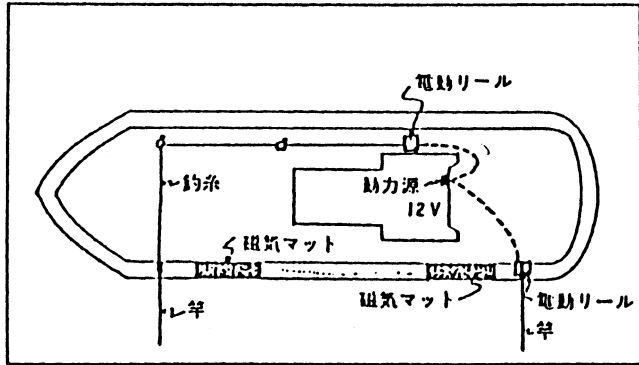 電動リール
釣糸
動力源
12V
磁気マット
磁気マット
電動リール
竿
竿